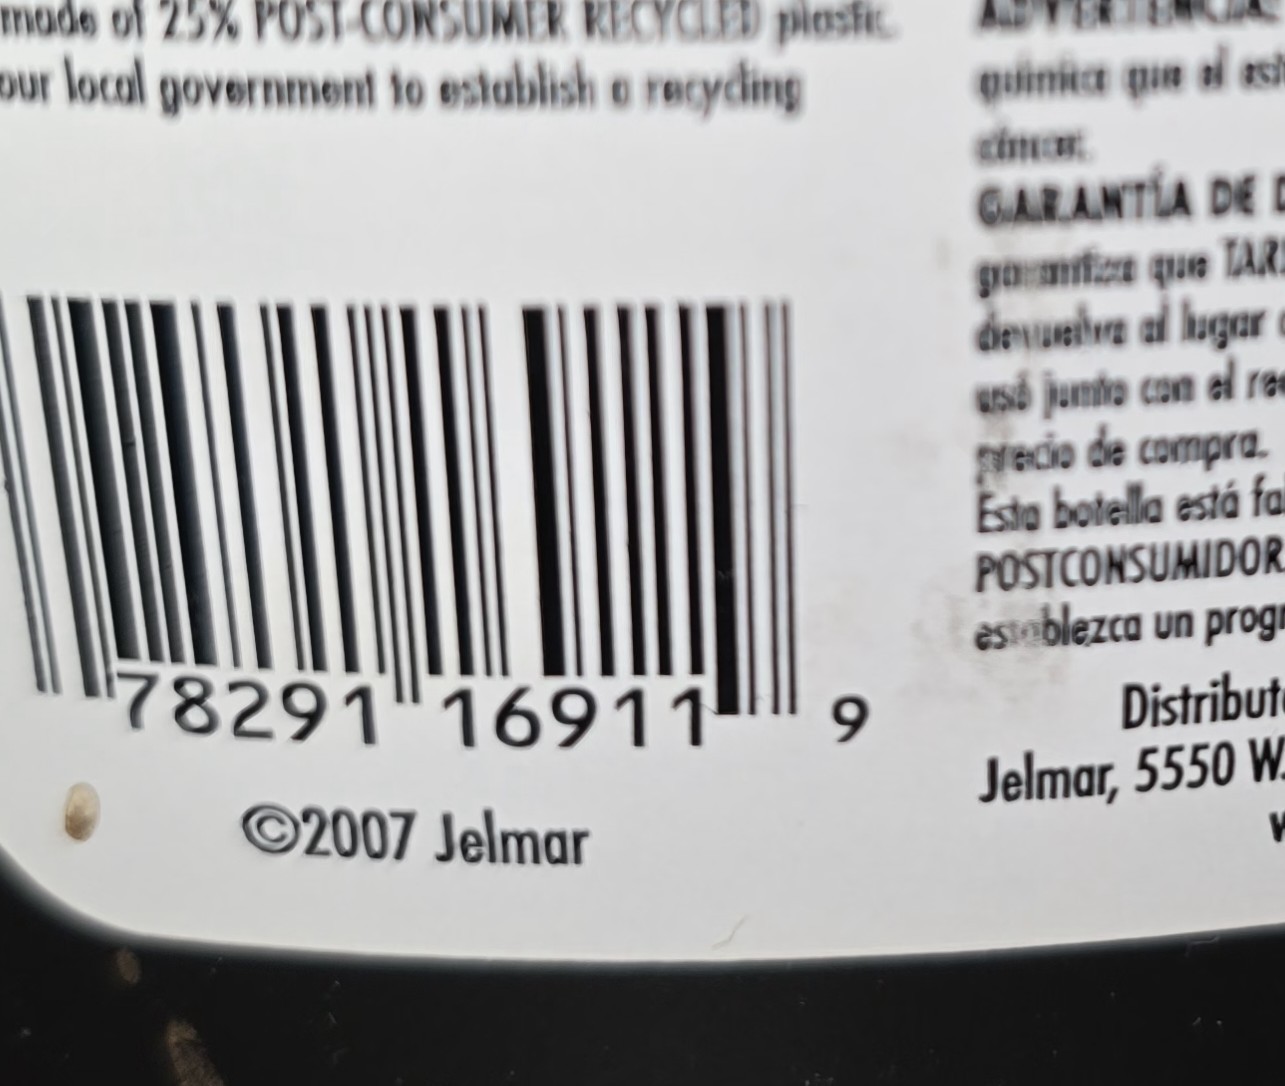 made of 25% POST-CONSUMER RECYCLED plastic.
our local government to establish a recycling
78291 16911 9
©2007 Jelmar
ADVERTENCIA
química que el
cáncer.
GARANTÍA DE
garantiza que
devuelva al lugar
usó junto con el
precio de compra.
Esta botella está
POSTCONSUMIDOR
establezca un
Jelmar, 5550 W.